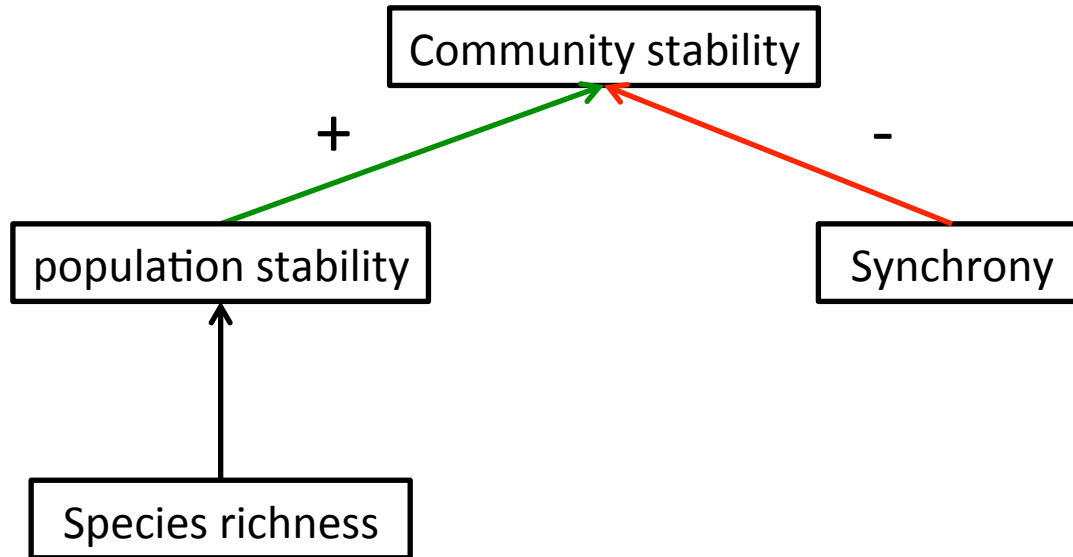 Community stability
+
-
population stability
Synchrony
Species richness